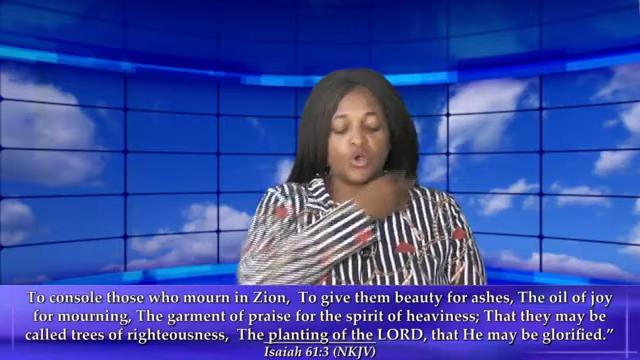 To console those who mourn in Zion, To give them beauty for ashes, The oil of joy
for mourning, The garment of praise for the spirit of heaviness; That they may be
called trees of righteousness, The planting of the LORD, that He may be glorified.”
Isaiah 61:3 (NKJV)